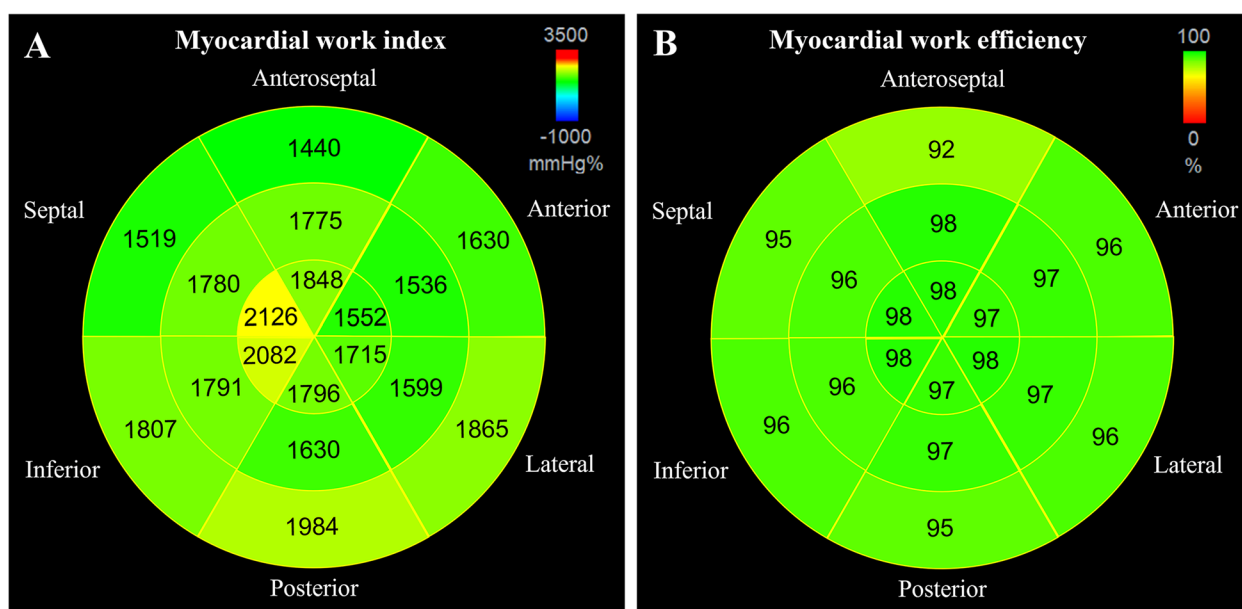 A
Myocardial work index
3500
-1000
mmHg%
Anteroseptal
Septal
Anterior
Inferior
Lateral
Posterior
1440
1519
1630
1775
1780
1848
1536
2126
1552
2082
1715
1791
1796
1599
1807
1630
1865
1984
B
Myocardial work efficiency
100
0
%
Anteroseptal
Septal
Anterior
Inferior
Lateral
Posterior
92
95
96
98
96
98
97
98
97
98
98
96
97
97
96
97
96
95